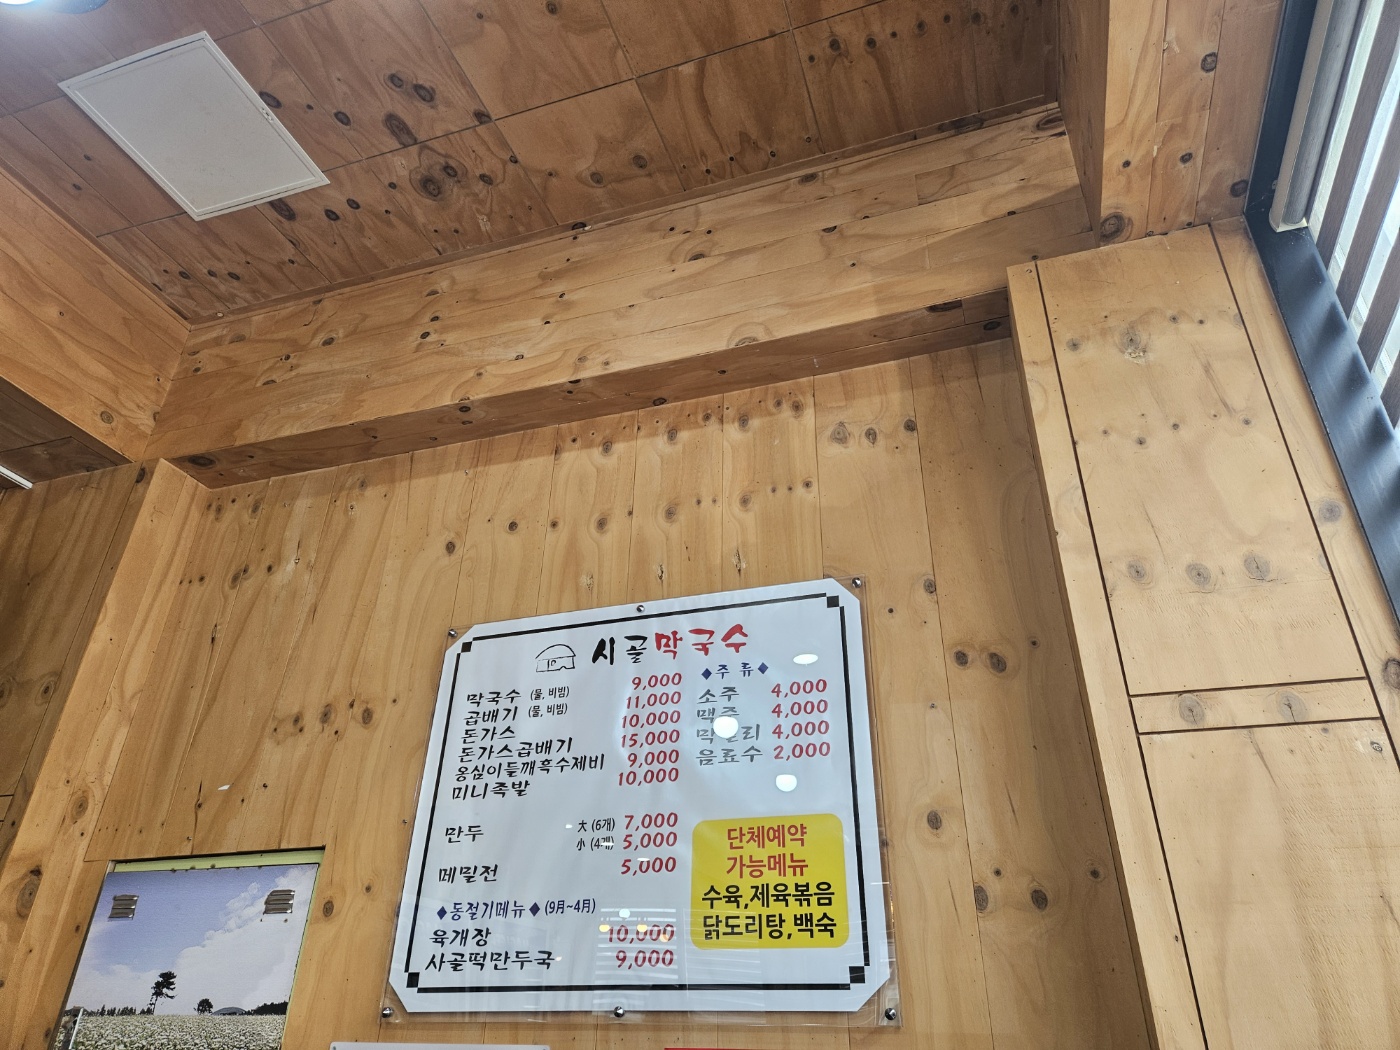 시골막국수
막국수 (물, 비빔) 9,000
곱배기 (물, 비빔) 11,000
돈가스 10,000
돈가스곱배기 15,000
옹심이들깨흑수제비 9,000
미니족발 10,000
만두 大 (6개) 7,000
小 (4개) 5,000
메밀전 5,000
◆동절기메뉴◆ (9月~4月)
육개장 10,000
사골떡만두국 9,000
◆주 류◆
소주 4,000
맥주 4,000
막걸리 4,000
음료수 2,000
단체예약
가능메뉴
수육,제육볶음
닭도리탕,백숙